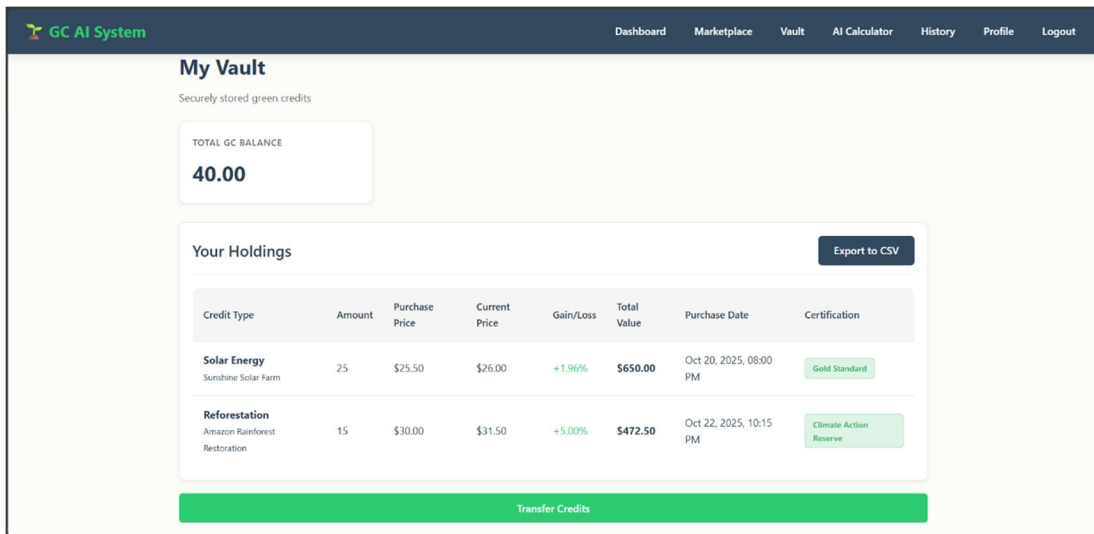 GC AI System
Dashboard Marketplace Vault AI Calculator History Profile Logout
My Vault
Securely stored green credits
TOTAL GC BALANCE
40.00
Your Holdings
Export to CSV
Credit Type Amount Purchase Price Current Price Gain/Loss Total Value Purchase Date Certification
Solar Energy
Sunshine Solar Farm
25 $25.50 $26.00 +1.96% $650.00 Oct 20, 2025, 08:00 PM Gold Standard
Reforestation
Amazon Rainforest
Restoration
15 $30.00 $31.50 +5.00% $472.50 Oct 22, 2025, 10:15 PM Climate Action Reserve
Transfer Credits